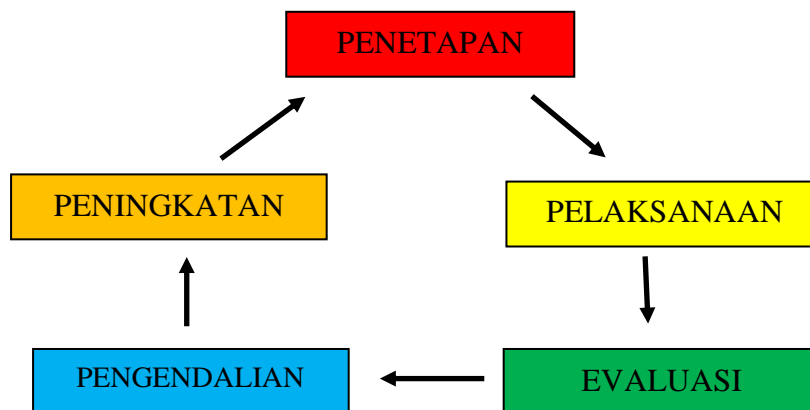 PENETAPAN
PENINGKATAN
PELAKSANAAN
PENGENDALIAN
EVALUASI